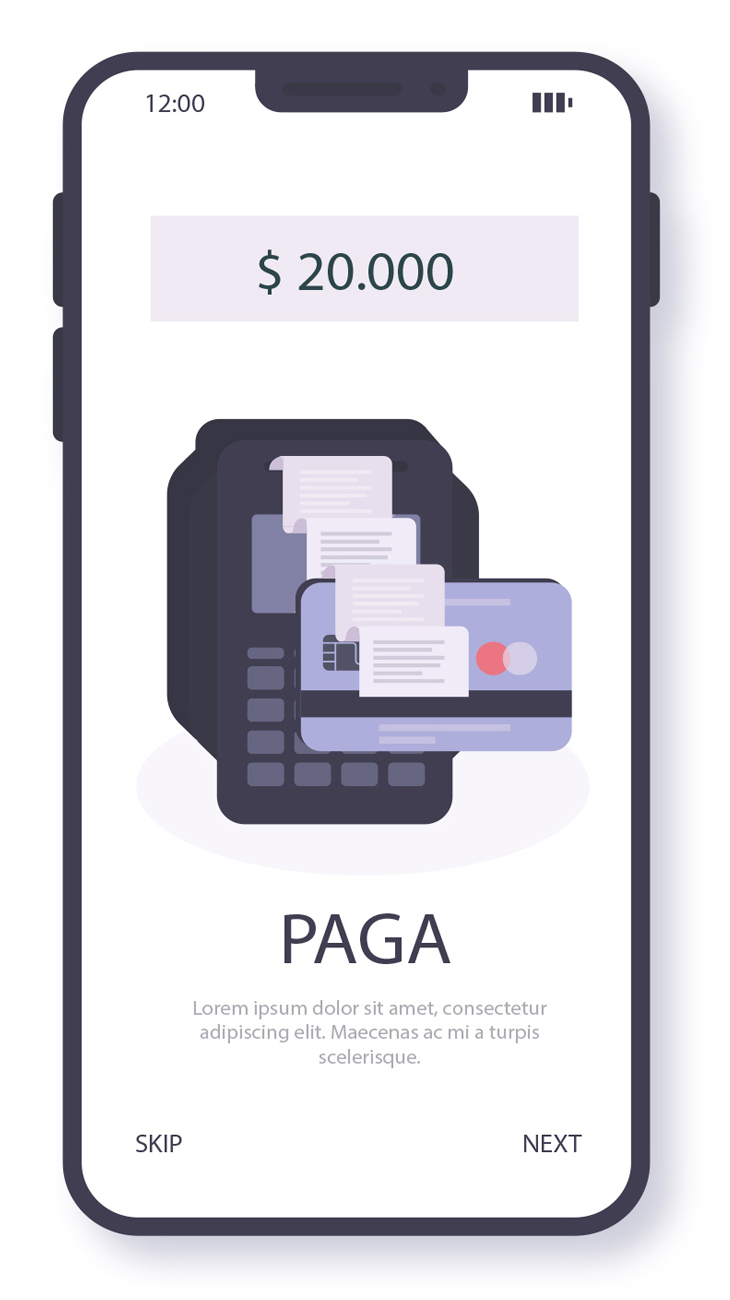 12:00
$ 20.000
PAGA
Lorem ipsum dolor sit amet, consectetur
adipiscing elit. Maecenas ac mi a turpis
scelerisque.
SKIP
NEXT